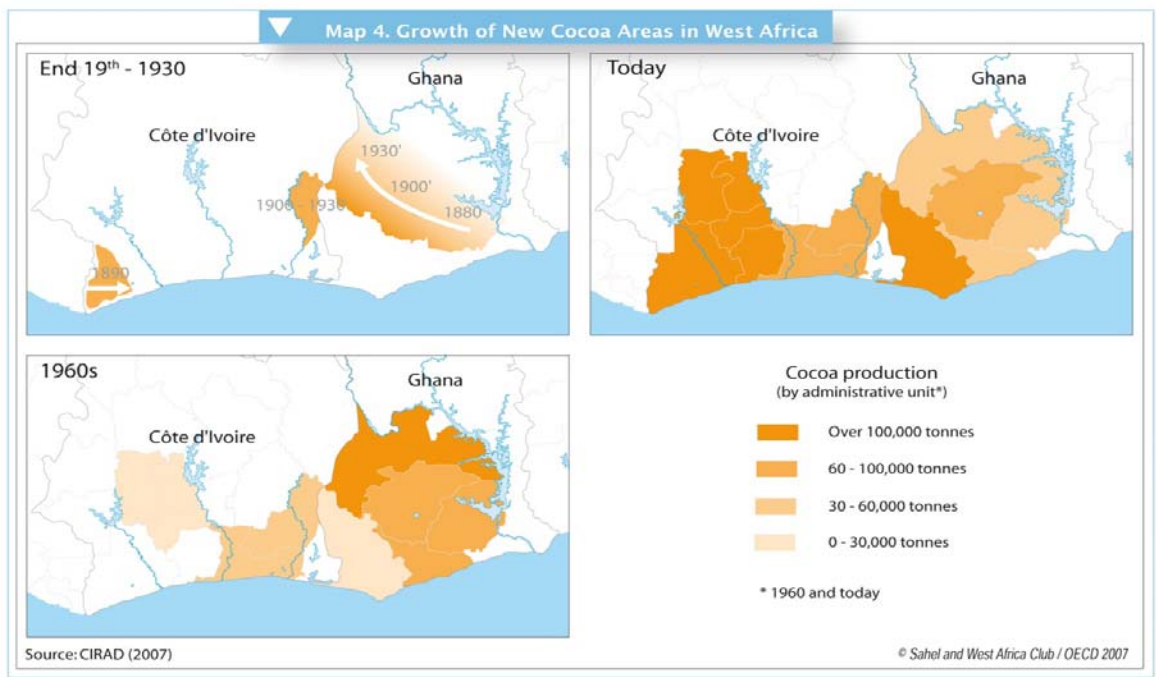 Map 4. Growth of New Cocoa Areas in West Africa
End 19th - 1930
Ghana
Côte d'Ivoire
1930'
1900'
1880
1900 - 1930
1890
Today
Ghana
Côte d'Ivoire
1960s
Ghana
Côte d'Ivoire
Cocoa production
(by administrative unit*)
Over 100,000 tonnes
60 - 100,000 tonnes
30 - 60,000 tonnes
0 - 30,000 tonnes
* 1960 and today
Source: CIRAD (2007)
© Sahel and West Africa Club / OECD 2007